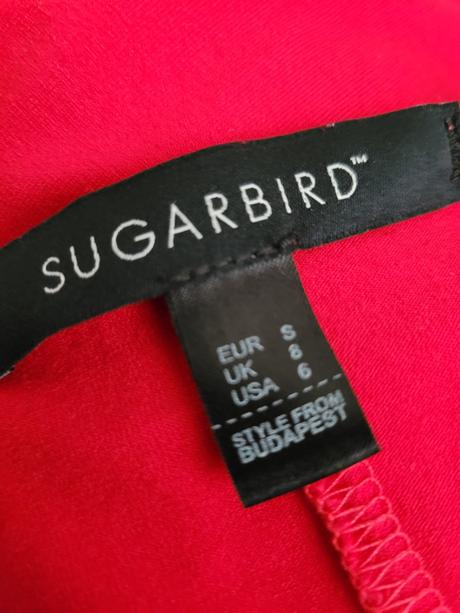 SUGARBIRD™
EUR S
UK 8
USA 6
STYLE FROM
BUDAPEST